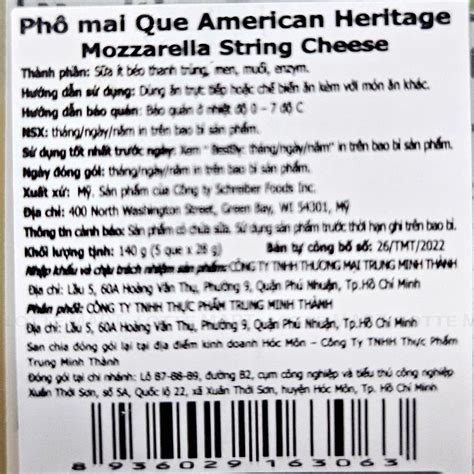 Phô mai Que American Heritage
Mozzarella String Cheese
Thành phần: Sữa ít béo thanh trùng, men, muối, enzym.
Hướng dẫn sử dụng: Dùng ăn trực tiếp hoặc chế biến ăn kèm với món ăn khác.
Hướng dẫn bảo quản: Bảo quản ở nhiệt độ 0 - 7 độ C
NSX: tháng/ngày/năm in trên bao bì sản phẩm.
Sử dụng tốt nhất trước ngày: Xem " BestBy: tháng/ngày/năm" in trên bao bì sản phẩm.
Ngày đóng gói: tháng/ngày/năm in trên bao bì sản phẩm.
Xuất xứ: Mỹ. Sản phẩm của Công ty Schreiber Foods Inc.
Địa chỉ: 400 North Washington Street, Green Bay, WI 54301, Mỹ
Thông tin cảnh báo: Sản phẩm có chứa sữa. Sử dụng sản phẩm trước thời hạn ghi trên bao bì.
Khối lượng tịnh: 140 g (5 que x 28 g) Bản tự công bố số: 26/TMT/2022
Nhập khẩu và chịu trách nhiệm sản phẩm: CÔNG TY TNHH THƯƠNG MẠI TRUNG MINH THÀNH
Địa chỉ: Lầu 5, 60A Hoàng Văn Thụ, Phường 9, Quận Phú Nhuận, Tp.Hồ Chí Minh
Phân phối: CÔNG TY TNHH THỰC PHẨM TRUNG MINH THÀNH
Địa chỉ: Lầu 5, 60A Hoàng Văn Thụ, Phường 9, Quận Phú Nhuận, Tp.Hồ Chí Minh
San chia đóng gói lại tại địa điểm kinh doanh Hóc Môn - Công Ty TNHH Thực Phẩm
Trung Minh Thành
Đóng gói tại chi nhánh: Lô B7-B8-B9, đường B2, cụm công nghiệp và tiểu thủ công nghiệp
Xuân Thới Sơn, số 5A, Quốc lộ 22, xã Xuân Thới Sơn, huyện Hóc Môn, Tp. Hồ Chí Minh
8 936029 163063